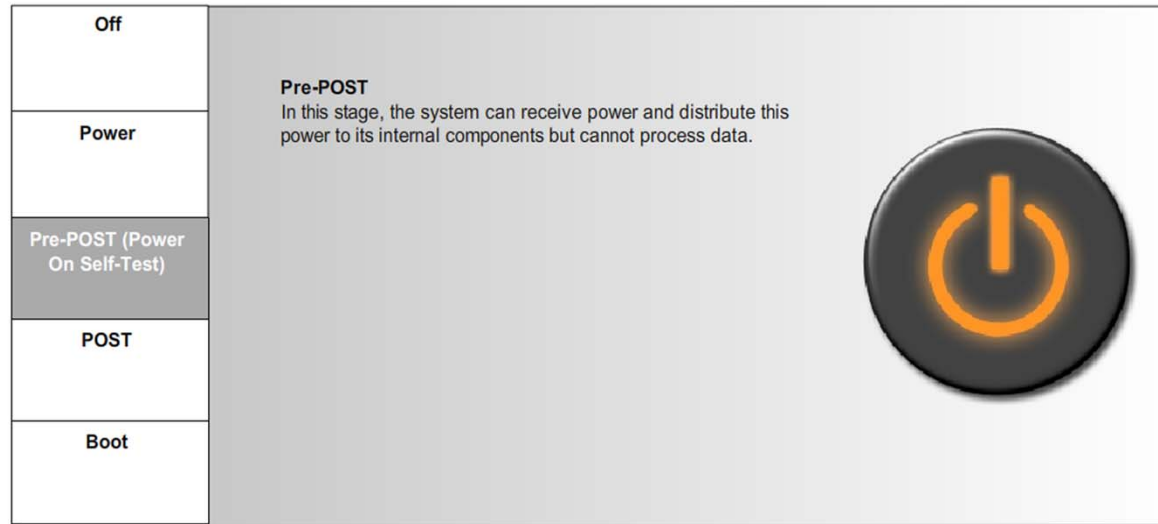 Off
Power
Pre-POST (Power
On Self-Test)
POST
Boot
Pre-POST
In this stage, the system can receive power and distribute this
power to its internal components but cannot process data.